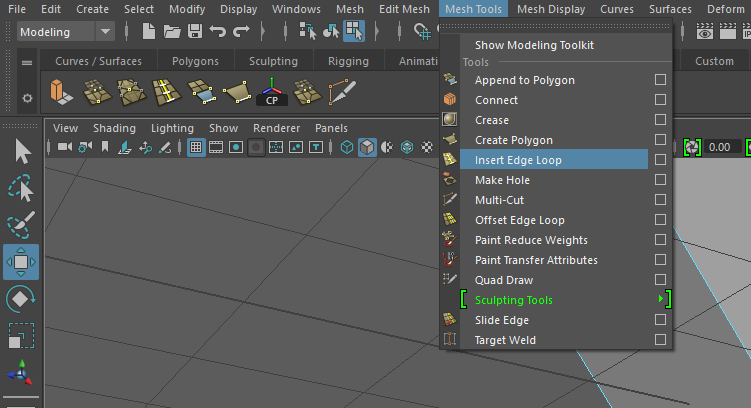 File Edit Create Select Modify Display Windows Mesh Edit Mesh Mesh Tools Mesh Display Curves Surfaces Deform
Modeling
Show Modeling Toolkit
Tools
Curves / Surfaces Polygons Sculpting Rigging Custom
Append to Polygon
Connect
CP
Crease
View Shading Lighting Show Renderer Panels
Create Polygon
0.00
Insert Edge Loop
Make Hole
Multi-Cut
Offset Edge Loop
Paint Reduce Weights
Paint Transfer Attributes
Quad Draw
Sculpting Tools
Slide Edge
Target Weld